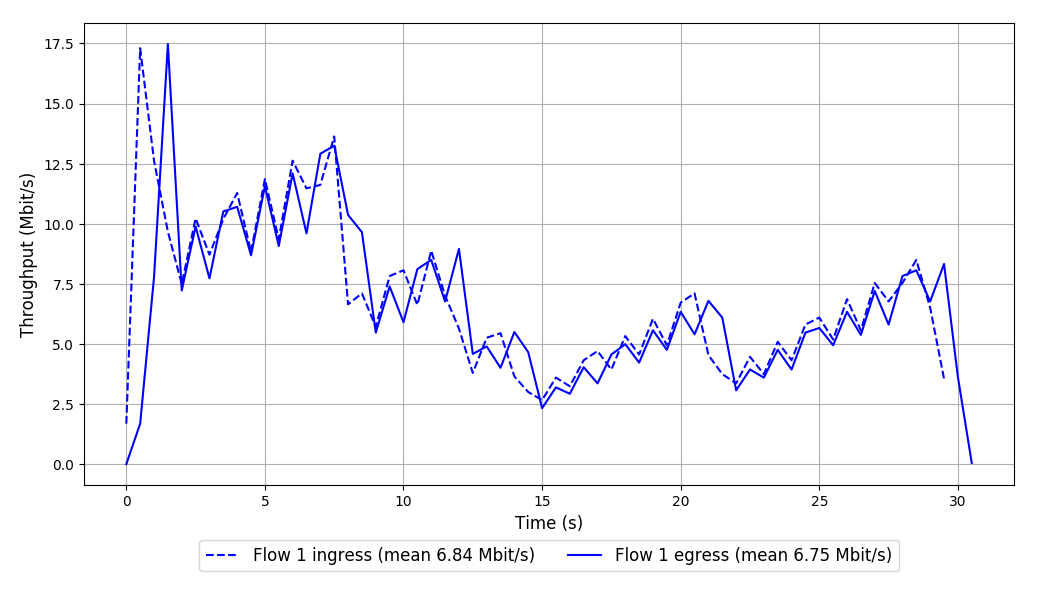 Throughput (Mbit/s)
17.5
15.0
12.5
10.0
7.5
5.0
2.5
0.0
0 5 10 15 20 25 30
Time (s)
Flow 1 ingress (mean 6.84 Mbit/s) Flow 1 egress (mean 6.75 Mbit/s)